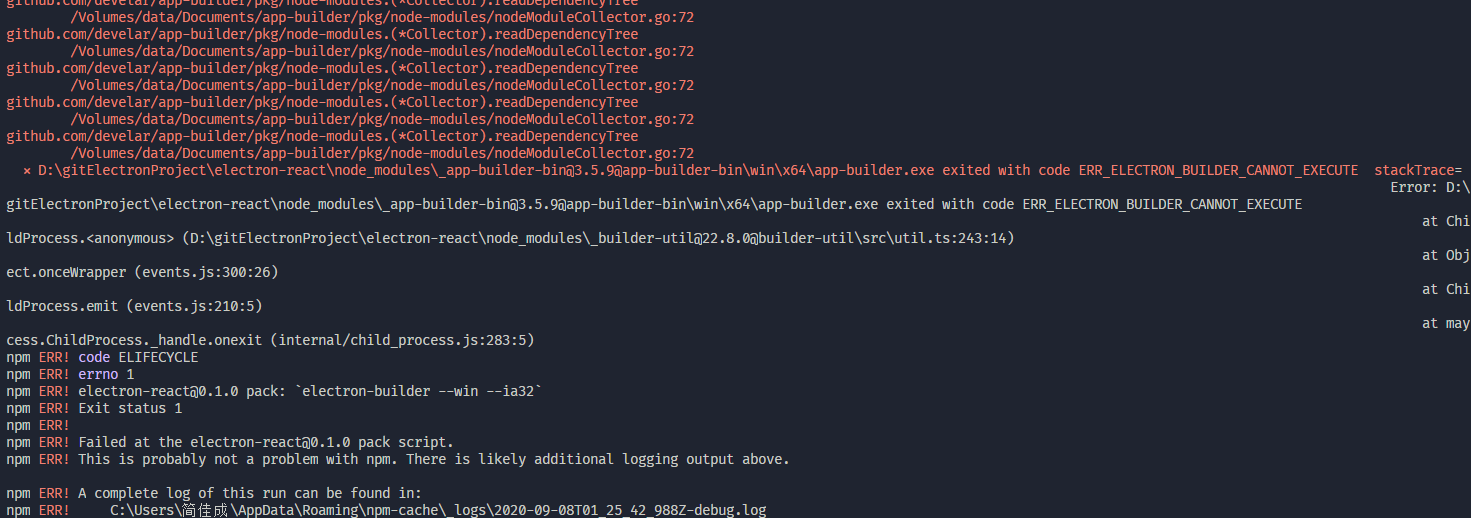 github.com/develar/app-builder/pkg/node-modules.(*Collector).readDependencyTree
/Volumes/data/Documents/app-builder/pkg/node-modules/nodeModuleCollector.go:72
github.com/develar/app-builder/pkg/node-modules.(*Collector).readDependencyTree
/Volumes/data/Documents/app-builder/pkg/node-modules/nodeModuleCollector.go:72
github.com/develar/app-builder/pkg/node-modules.(*Collector).readDependencyTree
/Volumes/data/Documents/app-builder/pkg/node-modules/nodeModuleCollector.go:72
github.com/develar/app-builder/pkg/node-modules.(*Collector).readDependencyTree
/Volumes/data/Documents/app-builder/pkg/node-modules/nodeModuleCollector.go:72
github.com/develar/app-builder/pkg/node-modules.(*Collector).readDependencyTree
/Volumes/data/Documents/app-builder/pkg/node-modules/nodeModuleCollector.go:72
× D:\gitElectronProject\electron-react\node_modules\_app-builder-bin@3.5.9@app-builder-bin\win\x64\app-builder.exe exited with code ERR_ELECTRON_BUILDER_CANNOT_EXECUTE  stackTrace=
Error: D:\
gitElectronProject\electron-react\node_modules\_app-builder-bin@3.5.9@app-builder-bin\win\x64\app-builder.exe exited with code ERR_ELECTRON_BUILDER_CANNOT_EXECUTE
at Chi
ldProcess.<anonymous> (D:\gitElectronProject\electron-react\node_modules\_builder-util@22.8.0@builder-util\src\util.ts:243:14)
at Obj
ect.onceWrapper (events.js:300:26)
at Chi
ldProcess.emit (events.js:210:5)
at may
cess.ChildProcess._handle.onexit (internal/child_process.js:283:5)
npm ERR! code ELIFECYCLE
npm ERR! errno 1
npm ERR! electron-react@0.1.0 pack: `electron-builder --win --ia32`
npm ERR! Exit status 1
npm ERR!
npm ERR! Failed at the electron-react@0.1.0 pack script.
npm ERR! This is probably not a problem with npm. There is likely additional logging output above.
npm ERR! A complete log of this run can be found in:
npm ERR!     C:\Users\简佳成\AppData\Roaming\npm-cache\_logs\2020-09-08T01_25_42_988Z-debug.log